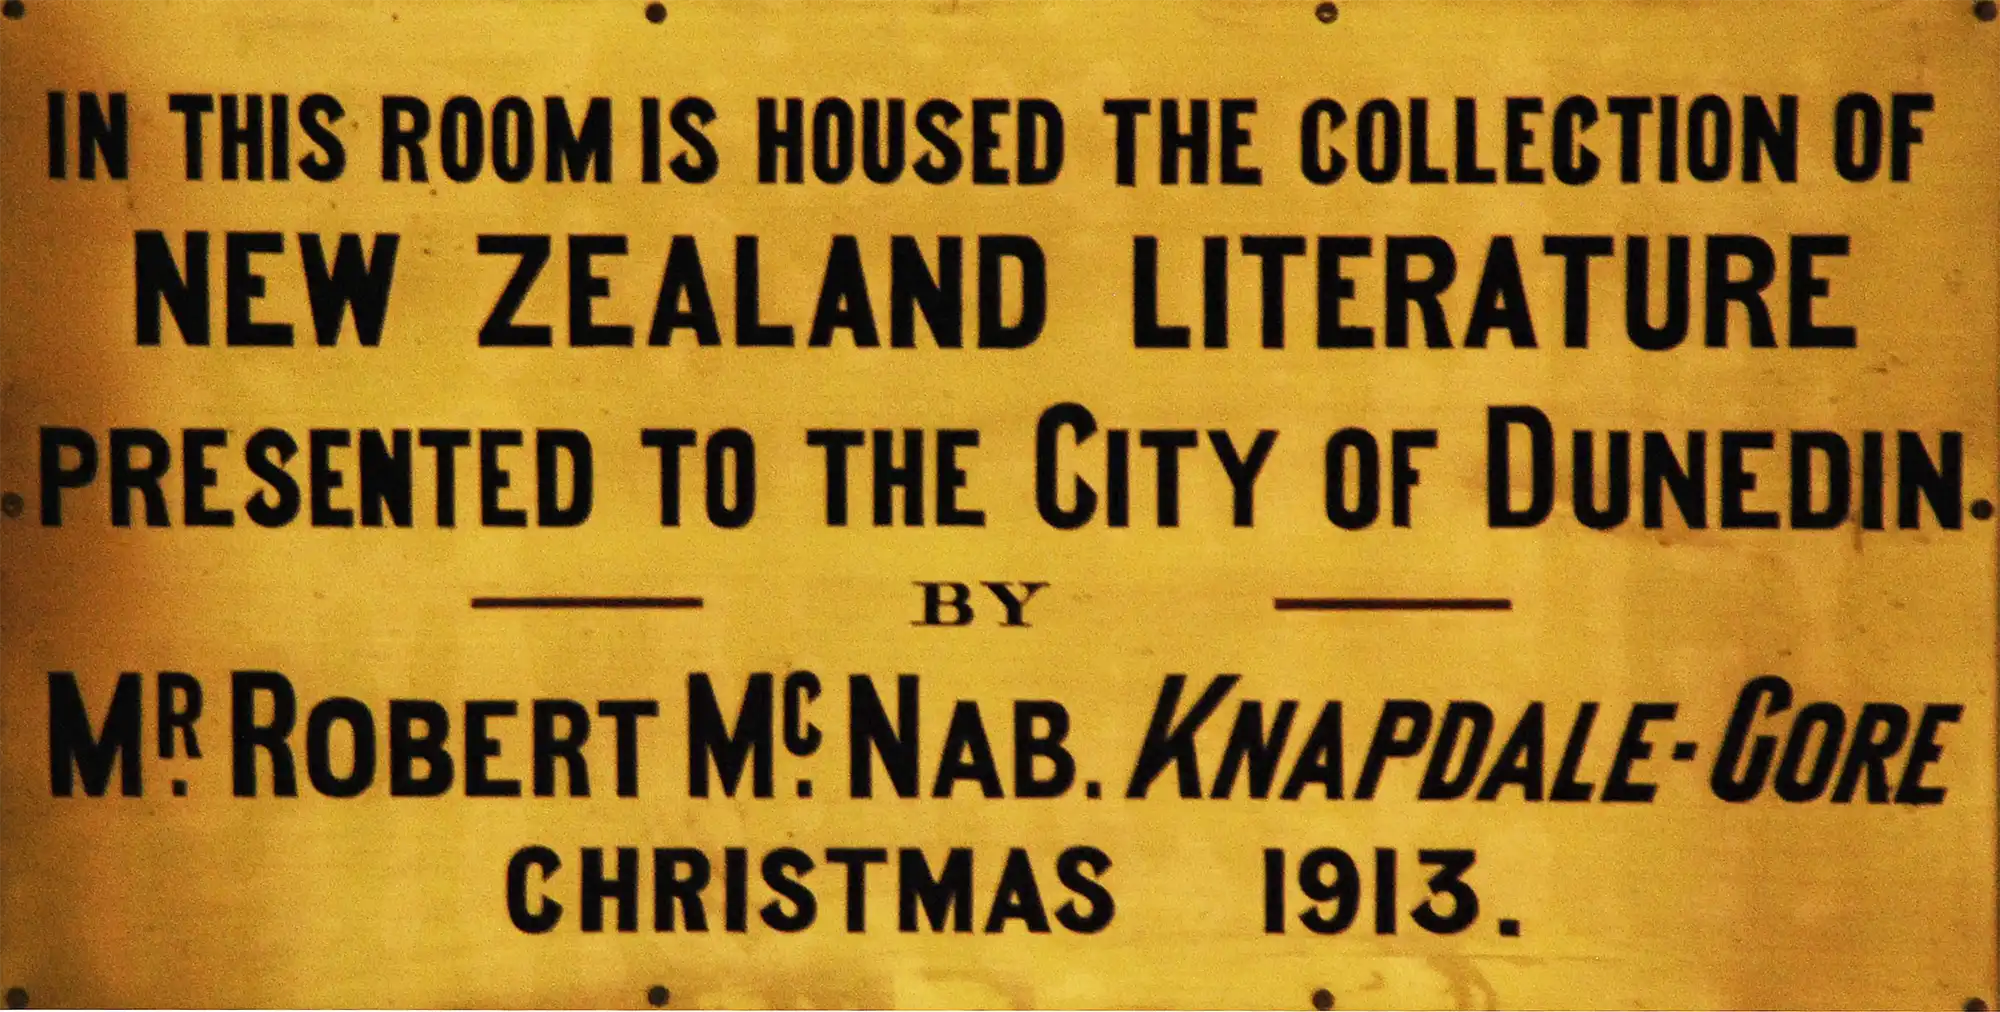 IN THIS ROOM IS HOUSED THE COLLECTION OF
NEW ZEALAND LITERATURE
PRESENTED TO THE CITY OF DUNEDIN.
BY
MR. ROBERT MC. NAB. KNAPDALE-GORE
CHRISTMAS 1913.